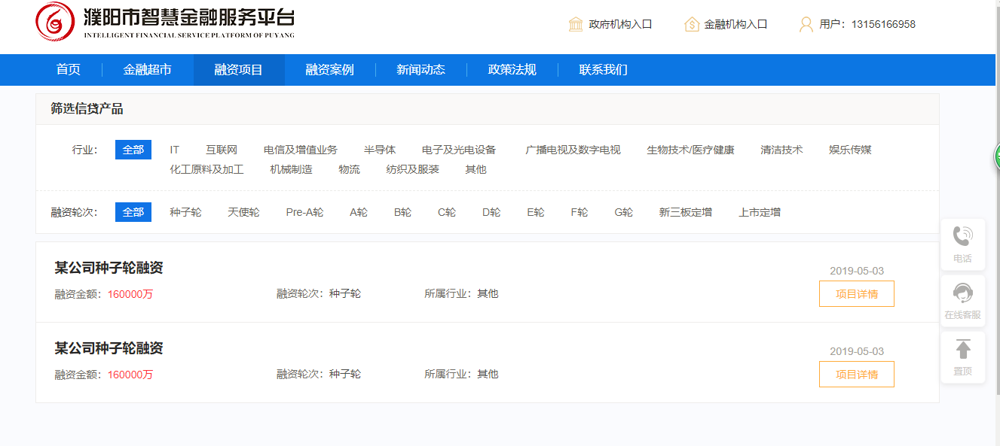 濮阳市智慧金融服务平台
INTELLIGENT FINANCIAL SERVICE PLATFORM OF PUYANG
政府机构入口 金融机构入口 用户：13156166958
首页 金融超市 融资项目 融资案例 新闻动态 政策法规 联系我们
筛选信贷产品
行业： 全部 IT 互联网 电信及增值业务 半导体 电子及光电设备 广播电视及数字电视 生物技术/医疗健康 清洁技术 娱乐传媒
化工原料及加工 机械制造 物流 纺织及服装 其他
融资轮次： 全部 种子轮 天使轮 Pre-A轮 A轮 B轮 C轮 D轮 E轮 F轮 G轮 新三板定增 上市定增
某公司种子轮融资
2019-05-03
融资金额：160000万 融资轮次：种子轮 所属行业：其他 项目详情
某公司种子轮融资
2019-05-03
融资金额：160000万 融资轮次：种子轮 所属行业：其他 项目详情
电话
在线客服
置顶